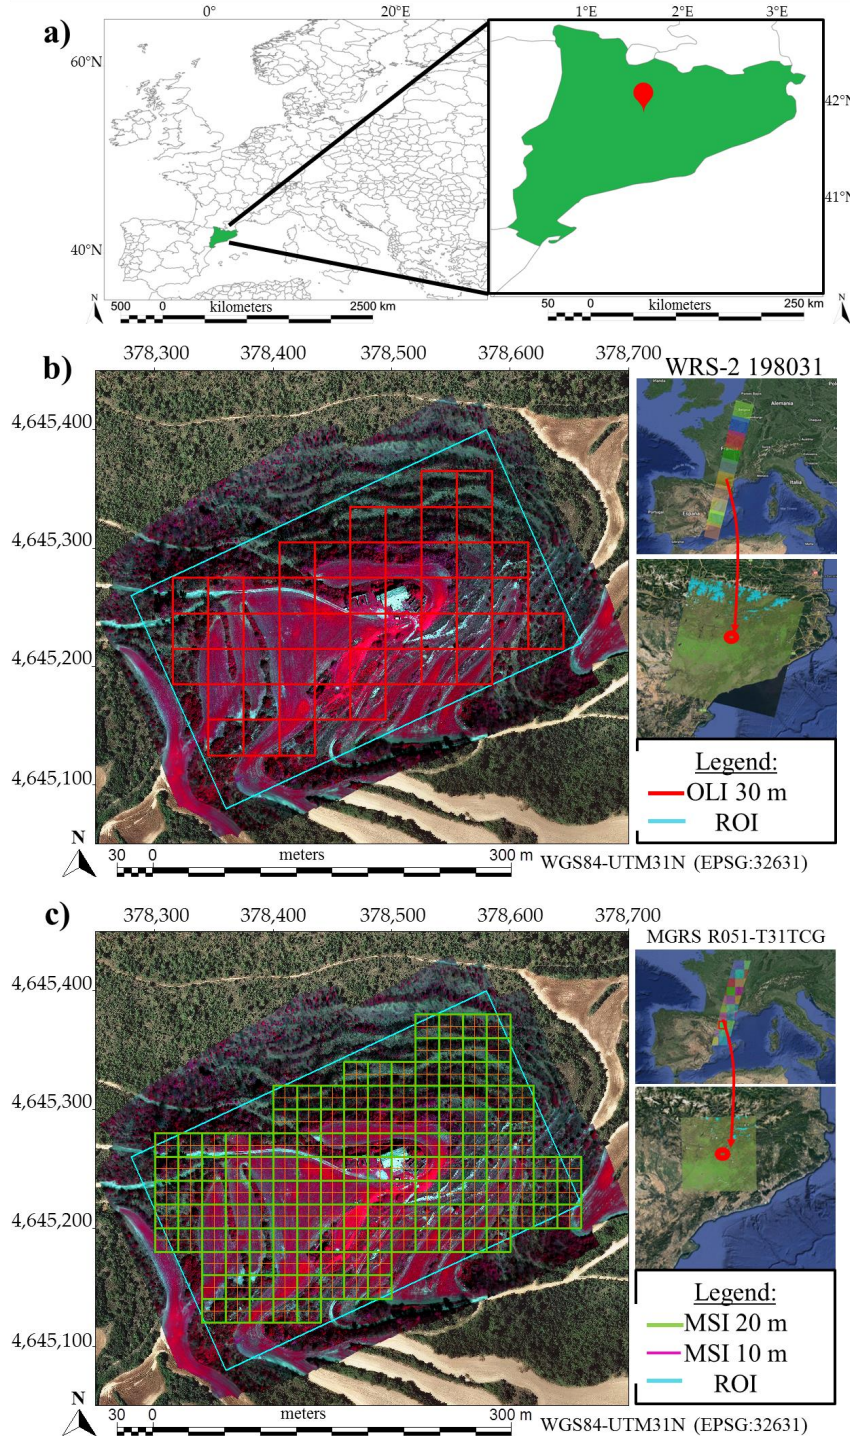 a)
0°
20°E
60°N
40°N
1°E
2°E
3°E
42°N
41°N
N
500
0
kilometers
2500 km
50
0
kilometers
250 km
N
b)
378,300
378,400
378,500
378,600
378,700
WRS-2 198031
4,645,400
4,645,300
4,645,200
4,645,100
Alemania
Italia
Portugal
España
Legend:
OLI 30 m
ROI
N
30
0
meters
300 m
WGS84-UTM31N (EPSG:32631)
c)
378,300
378,400
378,500
378,600
378,700
MGRS R051-T31TCG
4,645,400
4,645,300
4,645,200
4,645,100
Legend:
MSI 20 m
MSI 10 m
ROI
N
30
0
meters
300 m
WGS84-UTM31N (EPSG:32631)